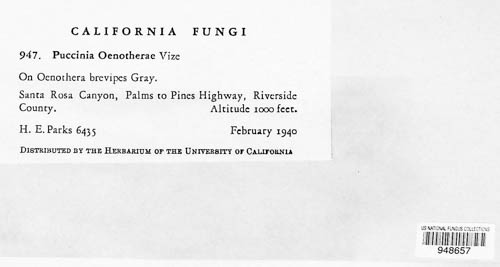 CALIFORNIA FUNGI
947. Puccinia Oenotherae Vize
On Oenothera brevipes Gray.
Santa Rosa Canyon, Palms to Pines Highway, Riverside
County. Altitude 1000 feet.
H. E. Parks 6435 February 1940
DISTRIBUTED BY THE HERBARIUM OF THE UNIVERSITY OF CALIFORNIA
US NATIONAL FUNGUS COLLECTIONS
948657